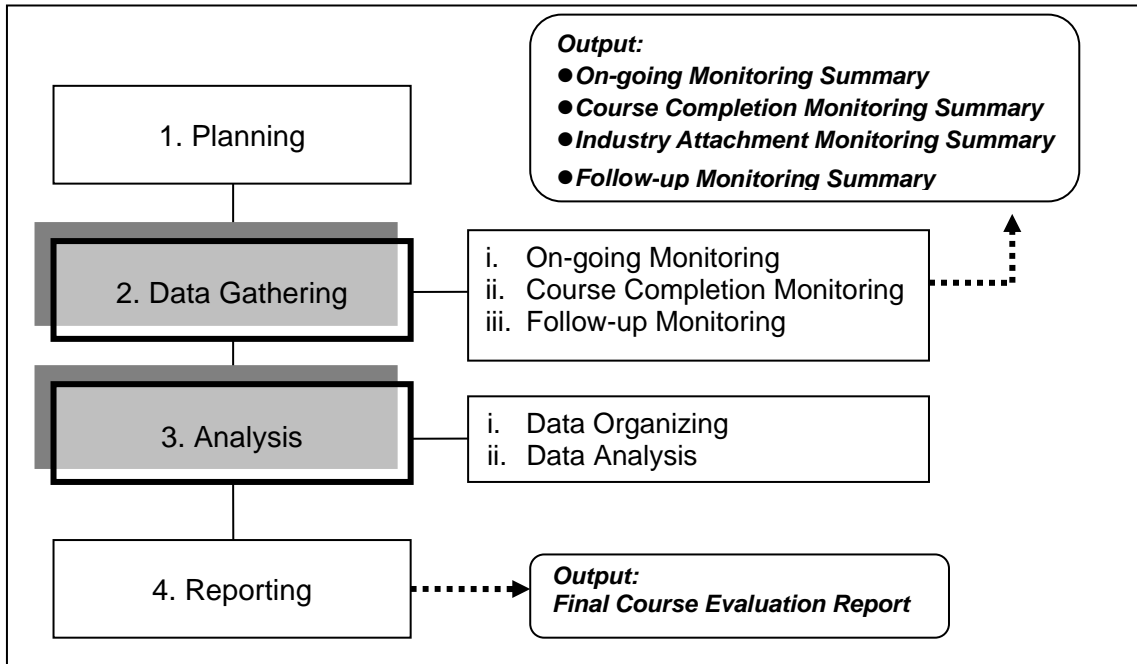 Output:
●On-going Monitoring Summary
●Course Completion Monitoring Summary
●Industry Attachment Monitoring Summary
●Follow-up Monitoring Summary
1. Planning
2. Data Gathering
i. On-going Monitoring
ii. Course Completion Monitoring
iii. Follow-up Monitoring
3. Analysis
i. Data Organizing
ii. Data Analysis
4. Reporting
Output:
Final Course Evaluation Report